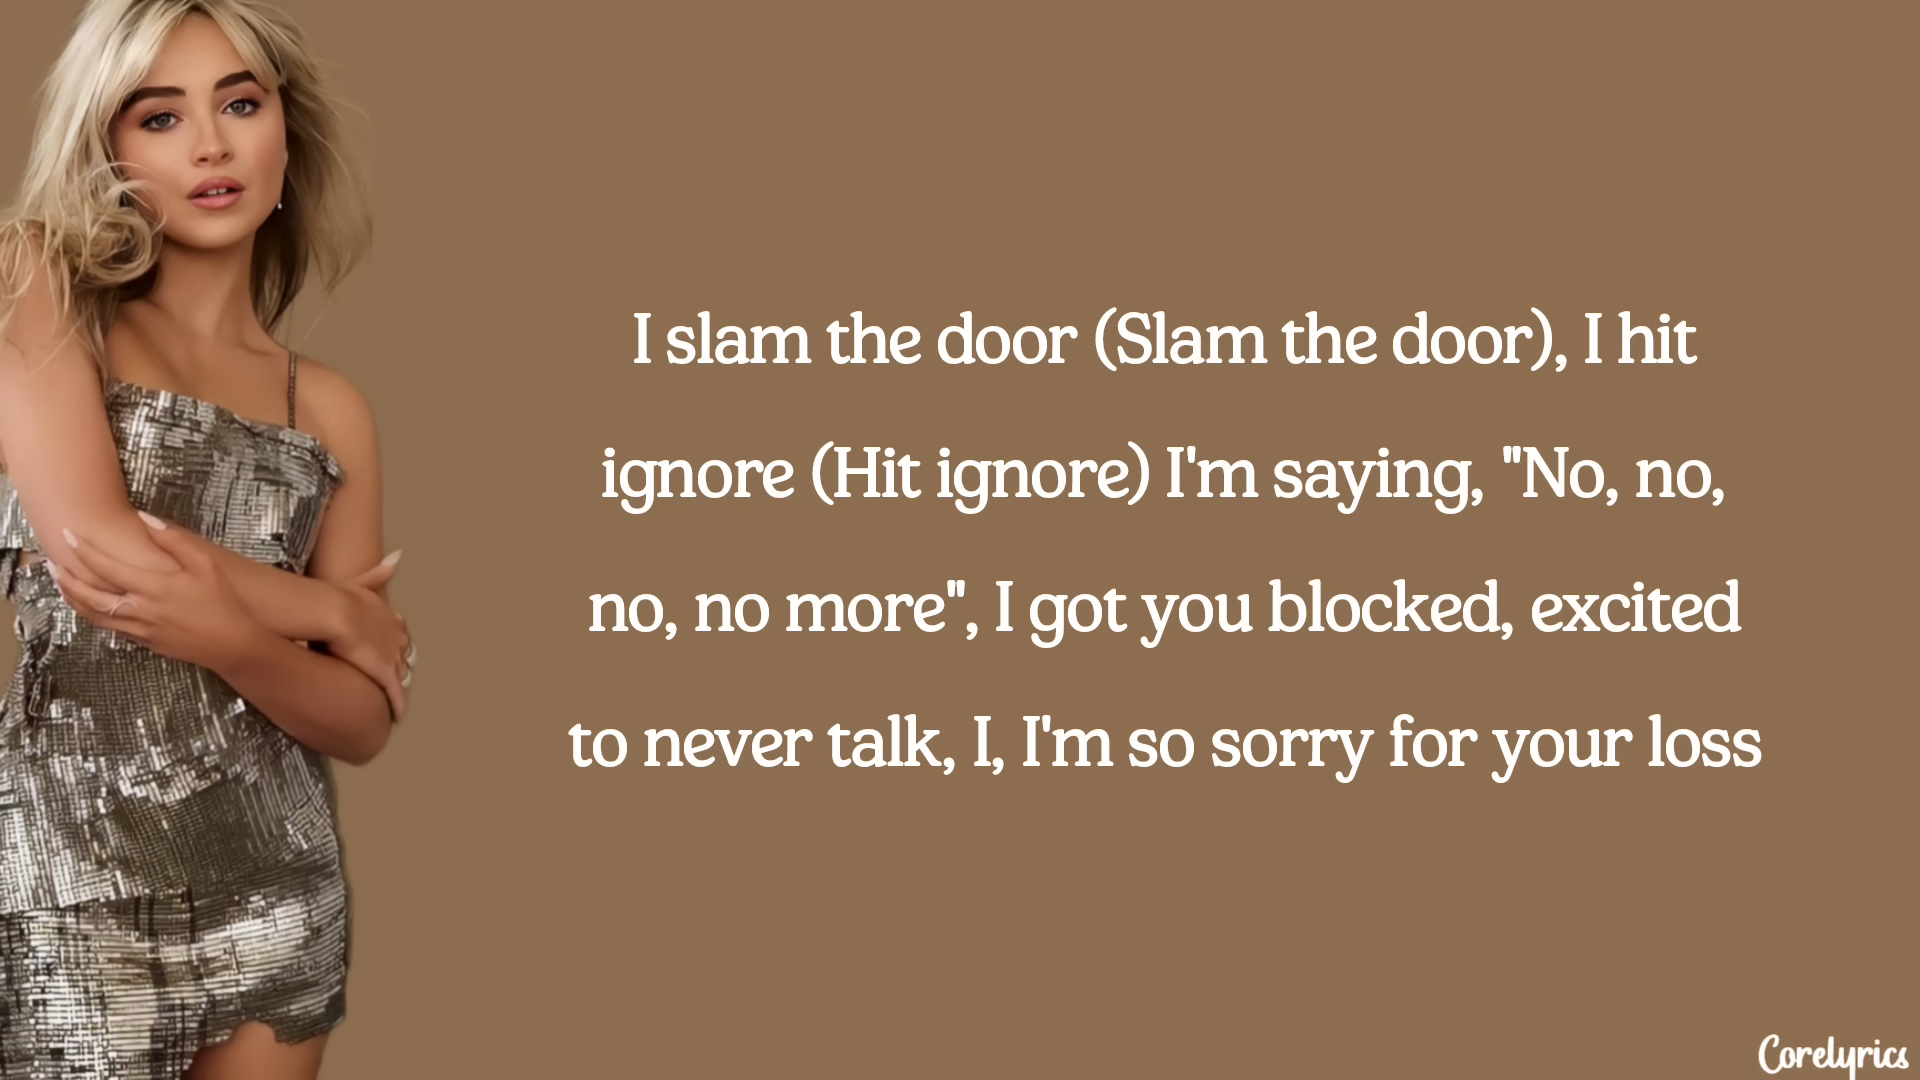 I slam the door (Slam the door), I hit
ignore (Hit ignore) I'm saying, "No, no,
no, no more", I got you blocked, excited
to never talk, I, I'm so sorry for your loss
Corelyrics